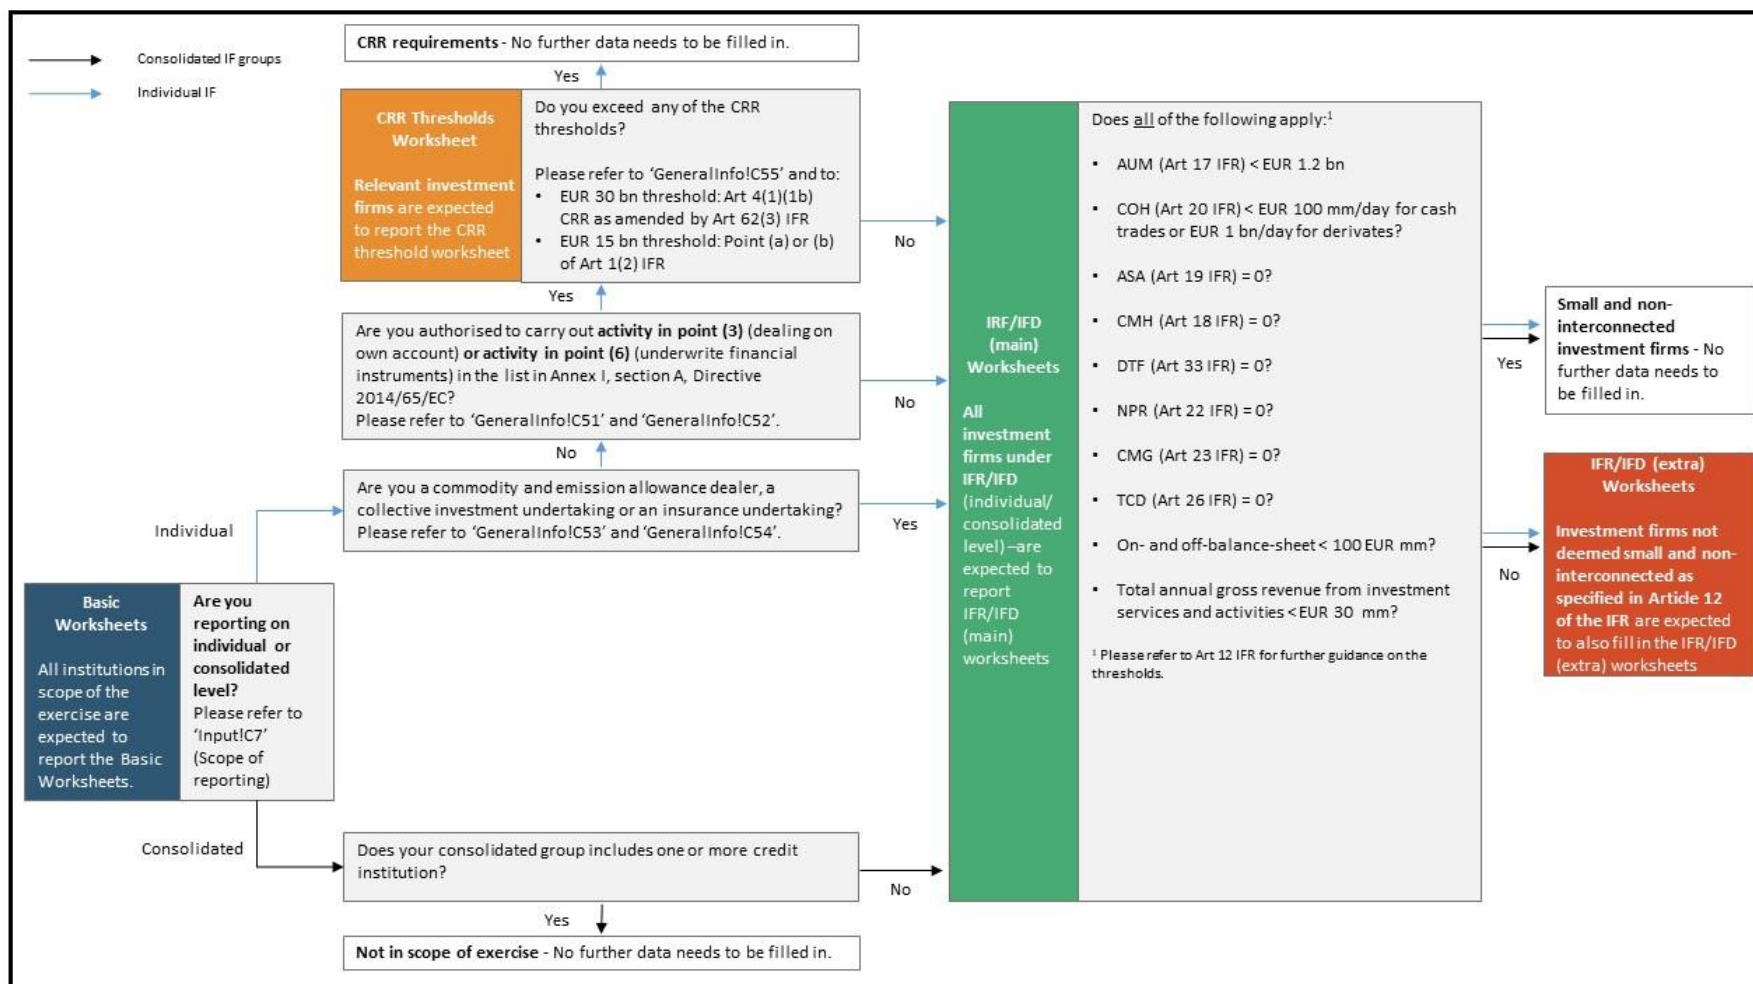 Consolidated IF groups
Individual IF
CRR requirements - No further data needs to be filled in.
Yes
CRR Thresholds
Worksheet
Relevant investment
firms are expected
to report the CRR
threshold worksheet
Do you exceed any of the CRR
thresholds?
Please refer to ‘GeneralInfo!C55’ and to:
▪ EUR 30 bn threshold: Art 4(1)(1b)
CRR as amended by Art 62(3) IFR
▪ EUR 15 bn threshold: Point (a) or (b)
of Art 1(2) IFR
No
Yes
Are you authorised to carry out activity in point (3) (dealing on
own account) or activity in point (6) (underwrite financial
instruments) in the list in Annex I, section A, Directive
2014/65/EC?
Please refer to ‘GeneralInfo!C51’ and ‘GeneralInfo!C52’.
No
No
Are you a commodity and emission allowance dealer, a
collective investment undertaking or an insurance undertaking?
Please refer to ‘GeneralInfo!C53’ and ‘GeneralInfo!C54’.
Yes
Individual
Basic
Worksheets
All institutions in
scope of the
exercise are
expected to
report the Basic
Worksheets.
Are you
reporting on
individual or
consolidated
level?
Please refer to
‘Input!C7’
(Scope of
reporting)
Consolidated
Does your consolidated group includes one or more credit
institution?
No
Yes
Not in scope of exercise - No further data needs to be filled in.
IRF/IFD
(main)
Worksheets
All
investment
firms under
IFR/IFD
(individual/
consolidated
level) –are
expected to
report
IFR/IFD
(main)
worksheets
Does all of the following apply:¹
▪ AUM (Art 17 IFR) < EUR 1.2 bn
▪ COH (Art 20 IFR) < EUR 100 mm/day for cash
trades or EUR 1 bn/day for derivates?
▪ ASA (Art 19 IFR) = 0?
▪ CMH (Art 18 IFR) = 0?
▪ DTF (Art 33 IFR) = 0?
▪ NPR (Art 22 IFR) = 0?
▪ CMG (Art 23 IFR) = 0?
▪ TCD (Art 26 IFR) = 0?
▪ On- and off-balance-sheet < 100 EUR mm?
▪ Total annual gross revenue from investment
services and activities < EUR 30 mm?
¹ Please refer to Art 12 IFR for further guidance on the
thresholds.
Yes
Small and non-
interconnected
investment firms - No
further data needs to
be filled in.
No
IFR/IFD (extra)
Worksheets
Investment firms not
deemed small and non-
interconnected as
specified in Article 12
of the IFR are expected
to also fill in the IFR/IFD
(extra) worksheets